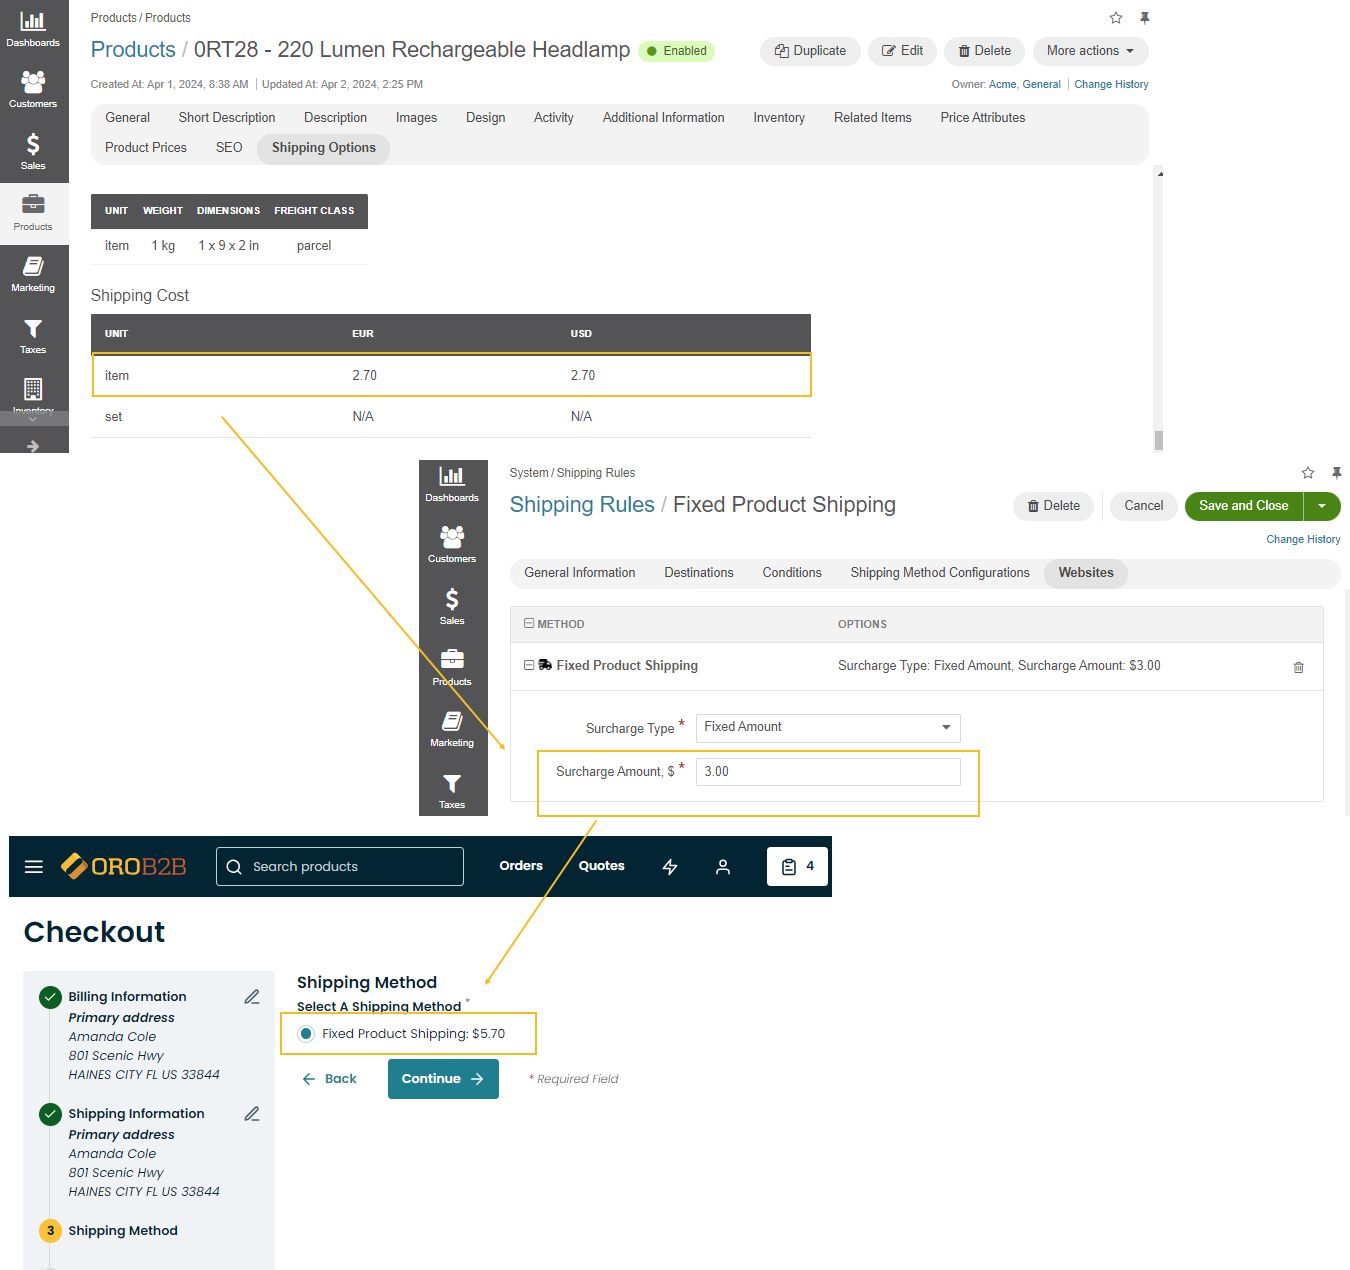 Products / Products
Products / 0RT28 - 220 Lumen Rechargeable Headlamp Enabled Duplicate Edit Delete More actions
Created At: Apr 1, 2024, 8:38 AM Updated At: Apr 2, 2024, 2:25 PM Owner: Acme, General Change History
General Short Description Description Images Design Activity Additional Information Inventory Related Items Price Attributes
Product Prices SEO Shipping Options
Dashboards
Customers
Sales
Products
Marketing
Taxes
Inventory
UNIT WEIGHT DIMENSIONS FREIGHT CLASS
item 1 kg 1 x 9 x 2 in parcel
Shipping Cost
UNIT EUR USD
item 2.70 2.70
set N/A N/A
System / Shipping Rules
Shipping Rules / Fixed Product Shipping Delete Cancel Save and Close
Change History
Dashboards
Customers
Sales
Products
Marketing
Taxes
General Information Destinations Conditions Shipping Method Configurations Websites
METHOD OPTIONS
Fixed Product Shipping Surcharge Type: Fixed Amount, Surcharge Amount: $3.00
Surcharge Type * Fixed Amount
Surcharge Amount, $ * 3.00
OROB2B Search products Orders Quotes 4
Checkout
Billing Information
Primary address
Amanda Cole
801 Scenic Hwy
HAINES CITY FL US 33844
Shipping Information
Primary address
Amanda Cole
801 Scenic Hwy
HAINES CITY FL US 33844
3 Shipping Method
Shipping Method
Select A Shipping Method *
Fixed Product Shipping: $5.70
Back Continue * Required Field